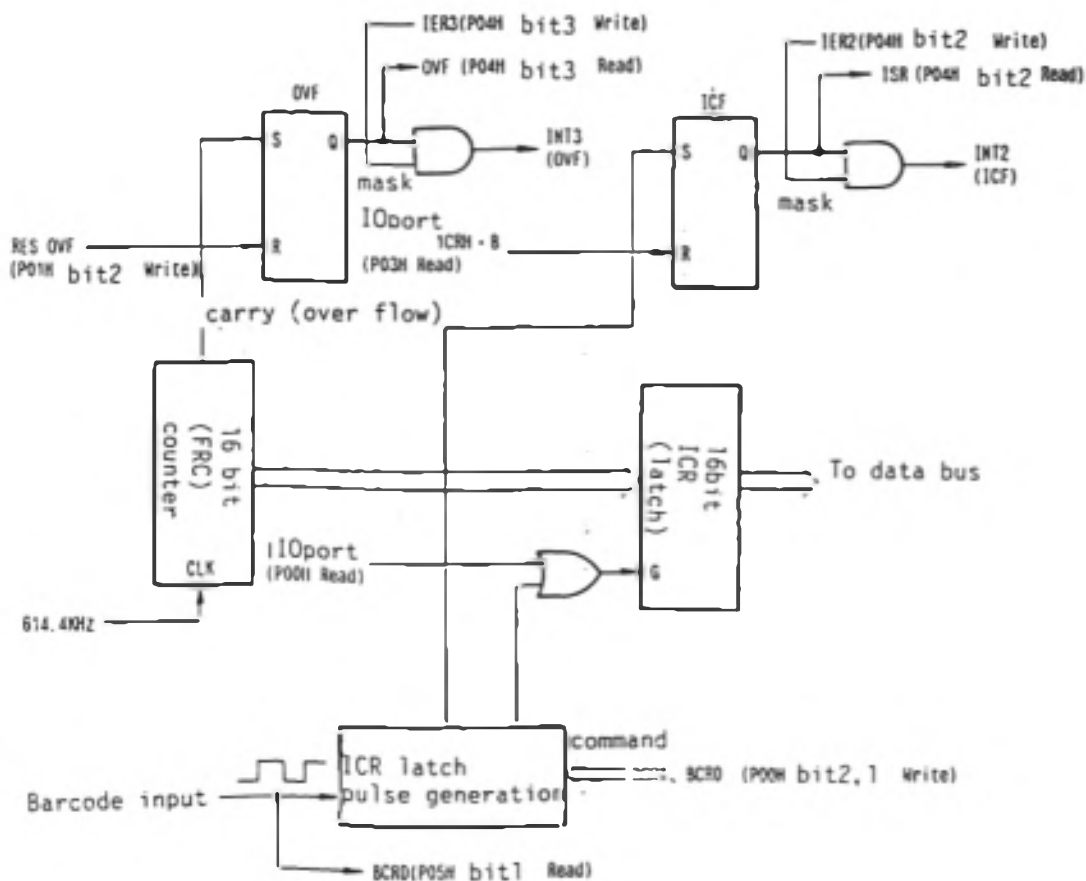 IER3(P04H bit3 Write)
OVF (P04H bit3 Read)
OVF
S
Q
INT3
(OVF)
mask
R
RES OVF
(P01H bit2 Write)
IER2(P04H bit2 Write)
ISR (P04H bit2 Read)
ICF
S
Q
INT2
(ICF)
mask
IOport
1CRH - B
(P03H Read)
R
carry (over flow)
16 bit
(FRC)
counter
CLK
614.4KHz
16bit
ICR
(latch)
G
To data bus
IOport
(P00H Read)
command
ICR latch
pulse generation
BCRD (P00H bit2,1 Write)
Barcode input
BCRD(P05H bit1 Read)